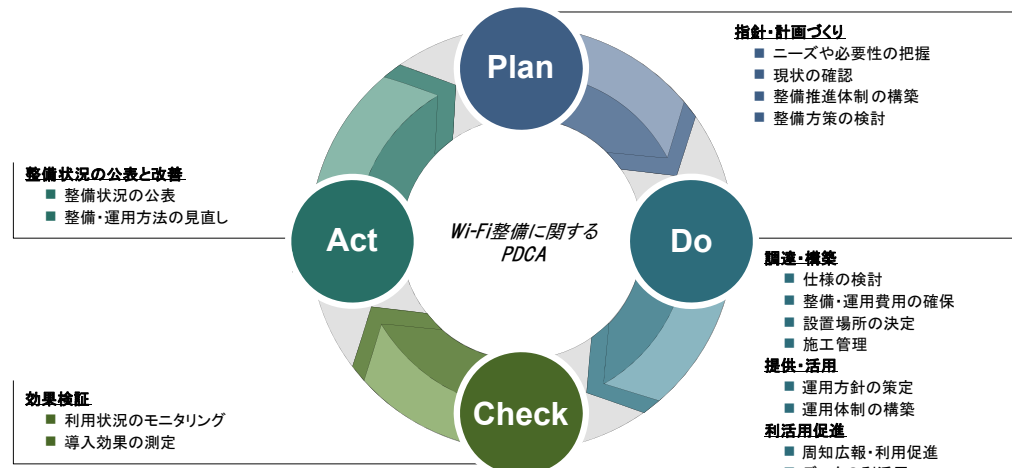 Plan
指針・計画づくり
■ ニーズや必要性の把握
■ 現状の確認
■ 整備推進体制の構築
■ 整備方策の検討
整備状況の公表と改善
■ 整備状況の公表
■ 整備・運用方法の見直し
Act
Wi-Fi整備に関する
PDCA
Do
調達・構築
■ 仕様の検討
■ 整備・運用費用の確保
■ 設置場所の決定
■ 施工管理
提供・活用
■ 運用方針の策定
■ 運用体制の構築
利活用促進
■ 周知広報・利用促進
効果検証
■ 利用状況のモニタリング
■ 導入効果の測定
Check